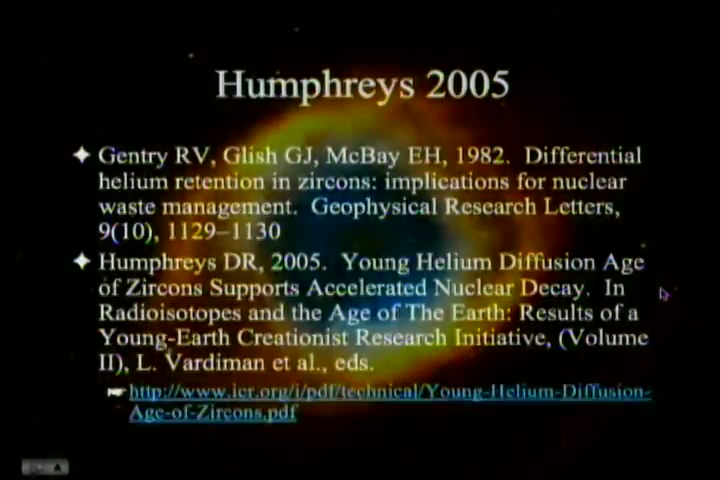 Humphreys 2005
Gentry RV, Glish GJ, McBay EH, 1982. Differential
helium retention in zircons: implications for nuclear
waste management. Geophysical Research Letters,
9(10), 1129–1130
Humphreys DR, 2005. Young Helium Diffusion Age
of Zircons Supports Accelerated Nuclear Decay. In
Radioisotopes and the Age of The Earth: Results of a
Young-Earth Creationist Research Initiative, (Volume
II), L. Vardiman et al., eds.
http://www.icr.org/i/pdf/technical/Young-Helium-Diffusion-
Age-of-Zircons.pdf